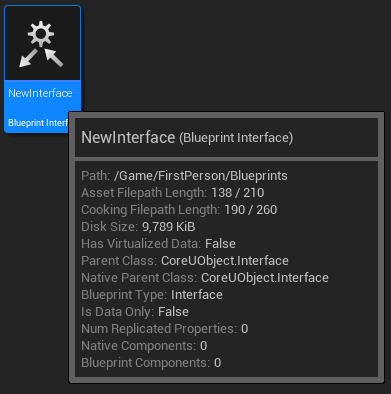 NewInterface
Blueprint Interf
NewInterface (Blueprint Interface)
Path: /Game/FirstPerson/Blueprints
Asset Filepath Length: 138 / 210
Cooking Filepath Length: 190 / 260
Disk Size: 9,789 KiB
Has Virtualized Data: False
Parent Class: CoreUObject.Interface
Native Parent Class: CoreUObject.Interface
Blueprint Type: Interface
Is Data Only: False
Num Replicated Properties: 0
Native Components: 0
Blueprint Components: 0